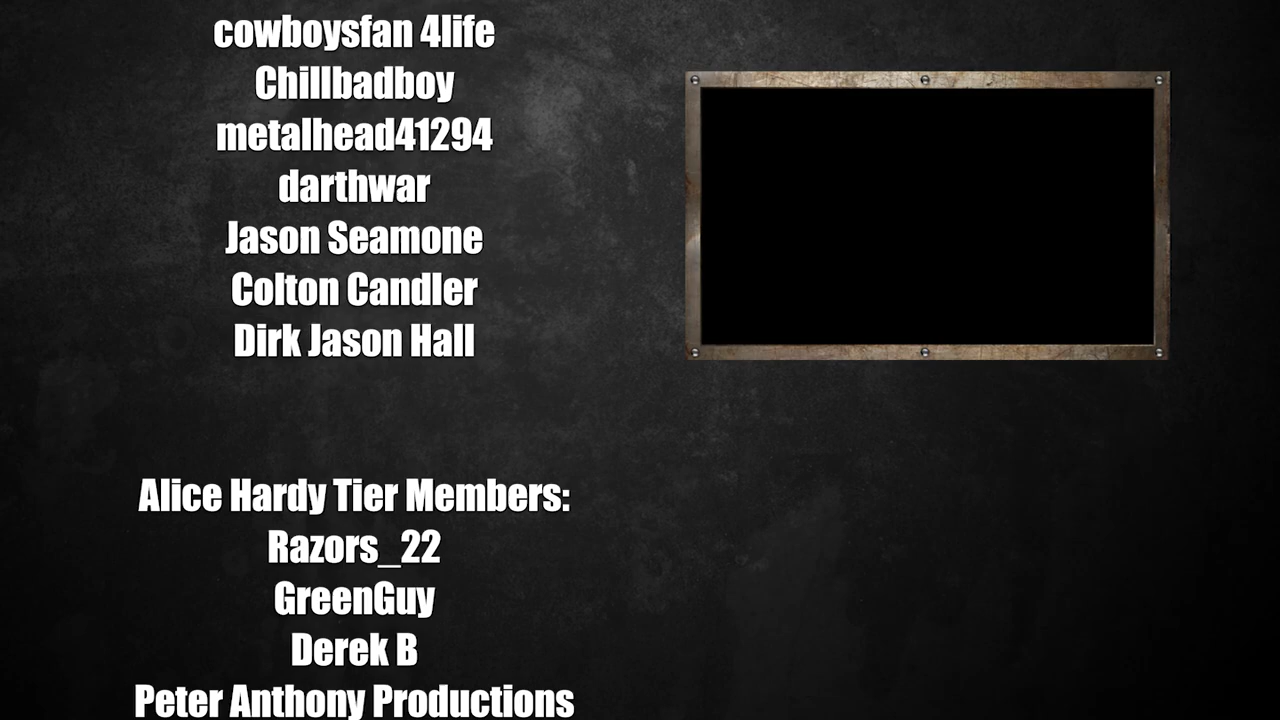 cowboysfan 4life
Chillbadboy
metalhead41294
darthwar
Jason Seamone
Colton Candler
Dirk Jason Hall
Alice Hardy Tier Members:
Razors_22
GreenGuy
Derek B
Peter Anthony Productions